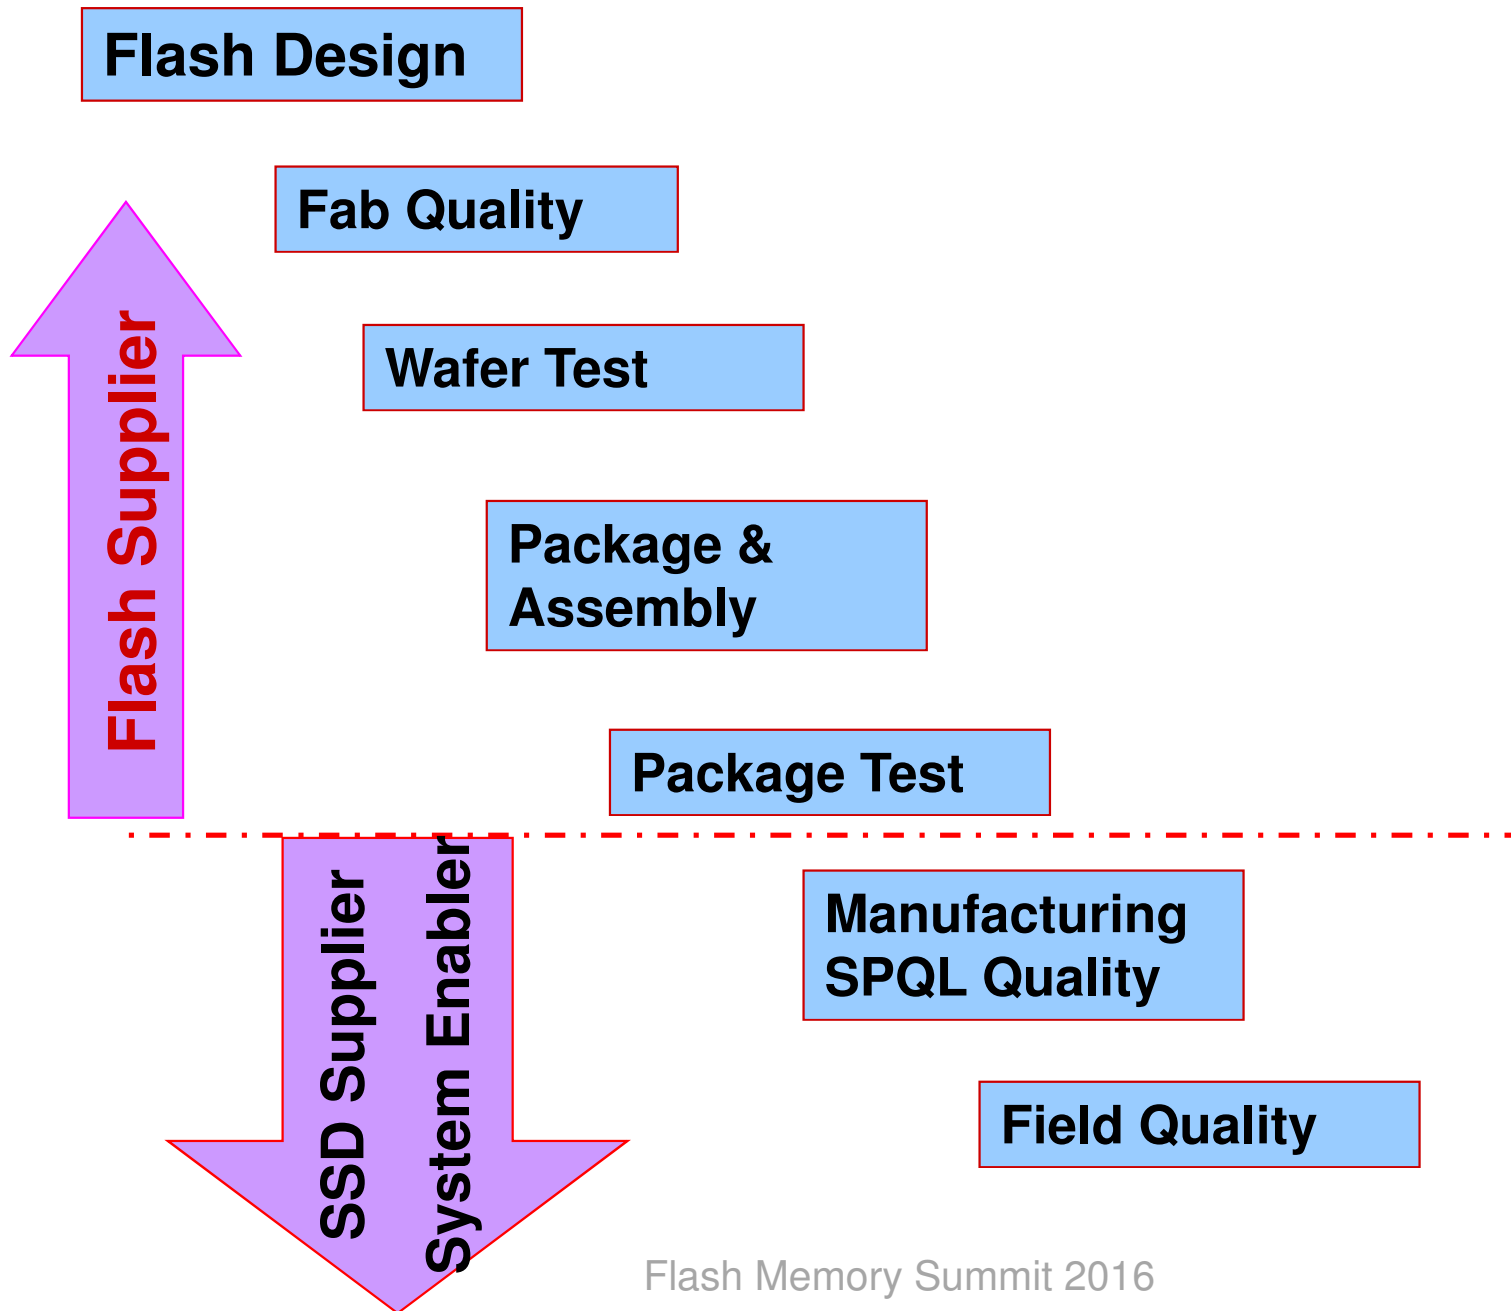 Flash Design
Fab Quality
Flash Supplier
Wafer Test
Package &
Assembly
Package Test
SSD Supplier
System Enabler
Manufacturing
SPQL Quality
Field Quality
Flash Memory Summit 2016